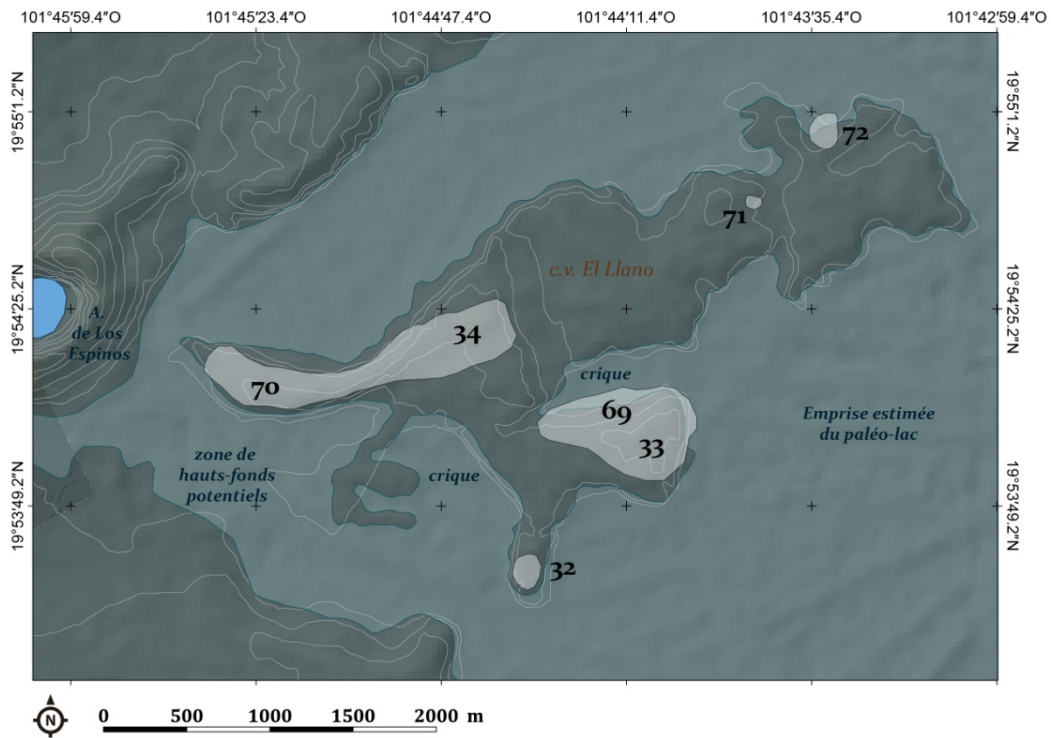 101°45'59.4"O 101°45'23.4"O 101°44'47.4"O 101°44'11.4"O 101°43'35.4"O 101°42'59.4"O
19°55'1.2"N
19°55'1.2"N
72
71
c.v. El Llano
19°54'25.2"N
19°54'25.2"N
A.
de Los
Espinos
34
70
crique
69
33
Emprise estimée
du paléo-lac
zone de
hauts-fonds
potentiels
crique
19°53'49.2"N
19°53'49.2"N
32
N
0 500 1000 1500 2000 m